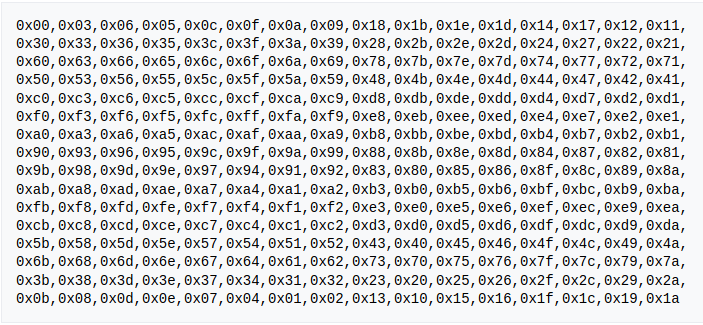 0x00,0x03,0x06,0x05,0x0c,0x0f,0x0a,0x09,0x18,0x1b,0x1e,0x1d,0x14,0x17,0x12,0x11,
0x30,0x33,0x36,0x35,0x3c,0x3f,0x3a,0x39,0x28,0x2b,0x2e,0x2d,0x24,0x27,0x22,0x21,
0x60,0x63,0x66,0x65,0x6c,0x6f,0x6a,0x69,0x78,0x7b,0x7e,0x7d,0x74,0x77,0x72,0x71,
0x50,0x53,0x56,0x55,0x5c,0x5f,0x5a,0x59,0x48,0x4b,0x4e,0x4d,0x44,0x47,0x42,0x41,
0xc0,0xc3,0xc6,0xc5,0xcc,0xcf,0xca,0xc9,0xd8,0xdb,0xde,0xdd,0xd4,0xd7,0xd2,0xd1,
0xf0,0xf3,0xf6,0xf5,0xfc,0xff,0xfa,0xf9,0xe8,0xeb,0xee,0xed,0xe4,0xe7,0xe2,0xe1,
0xa0,0xa3,0xa6,0xa5,0xac,0xaf,0xaa,0xa9,0xb8,0xbb,0xbe,0xbd,0xb4,0xb7,0xb2,0xb1,
0x90,0x93,0x96,0x95,0x9c,0x9f,0x9a,0x99,0x88,0x8b,0x8e,0x8d,0x84,0x87,0x82,0x81,
0x9b,0x98,0x9d,0x9e,0x97,0x94,0x91,0x92,0x83,0x80,0x85,0x86,0x8f,0x8c,0x89,0x8a,
0xab,0xa8,0xad,0xae,0xa7,0xa4,0xa1,0xa2,0xb3,0xb0,0xb5,0xb6,0xbf,0xbc,0xb9,0xba,
0xfb,0xf8,0xfd,0xfe,0xf7,0xf4,0xf1,0xf2,0xe3,0xe0,0xe5,0xe6,0xef,0xec,0xe9,0xea,
0xcb,0xc8,0xcd,0xce,0xc7,0xc4,0xc1,0xc2,0xd3,0xd0,0xd5,0xd6,0xdf,0xdc,0xd9,0xda,
0x5b,0x58,0x5d,0x5e,0x57,0x54,0x51,0x52,0x43,0x40,0x45,0x46,0x4f,0x4c,0x49,0x4a,
0x6b,0x68,0x6d,0x6e,0x67,0x64,0x61,0x62,0x73,0x70,0x75,0x76,0x7f,0x7c,0x79,0x7a,
0x3b,0x38,0x3d,0x3e,0x37,0x34,0x31,0x32,0x23,0x20,0x25,0x26,0x2f,0x2c,0x29,0x2a,
0x0b,0x08,0x0d,0x0e,0x07,0x04,0x01,0x02,0x13,0x10,0x15,0x16,0x1f,0x1c,0x19,0x1a